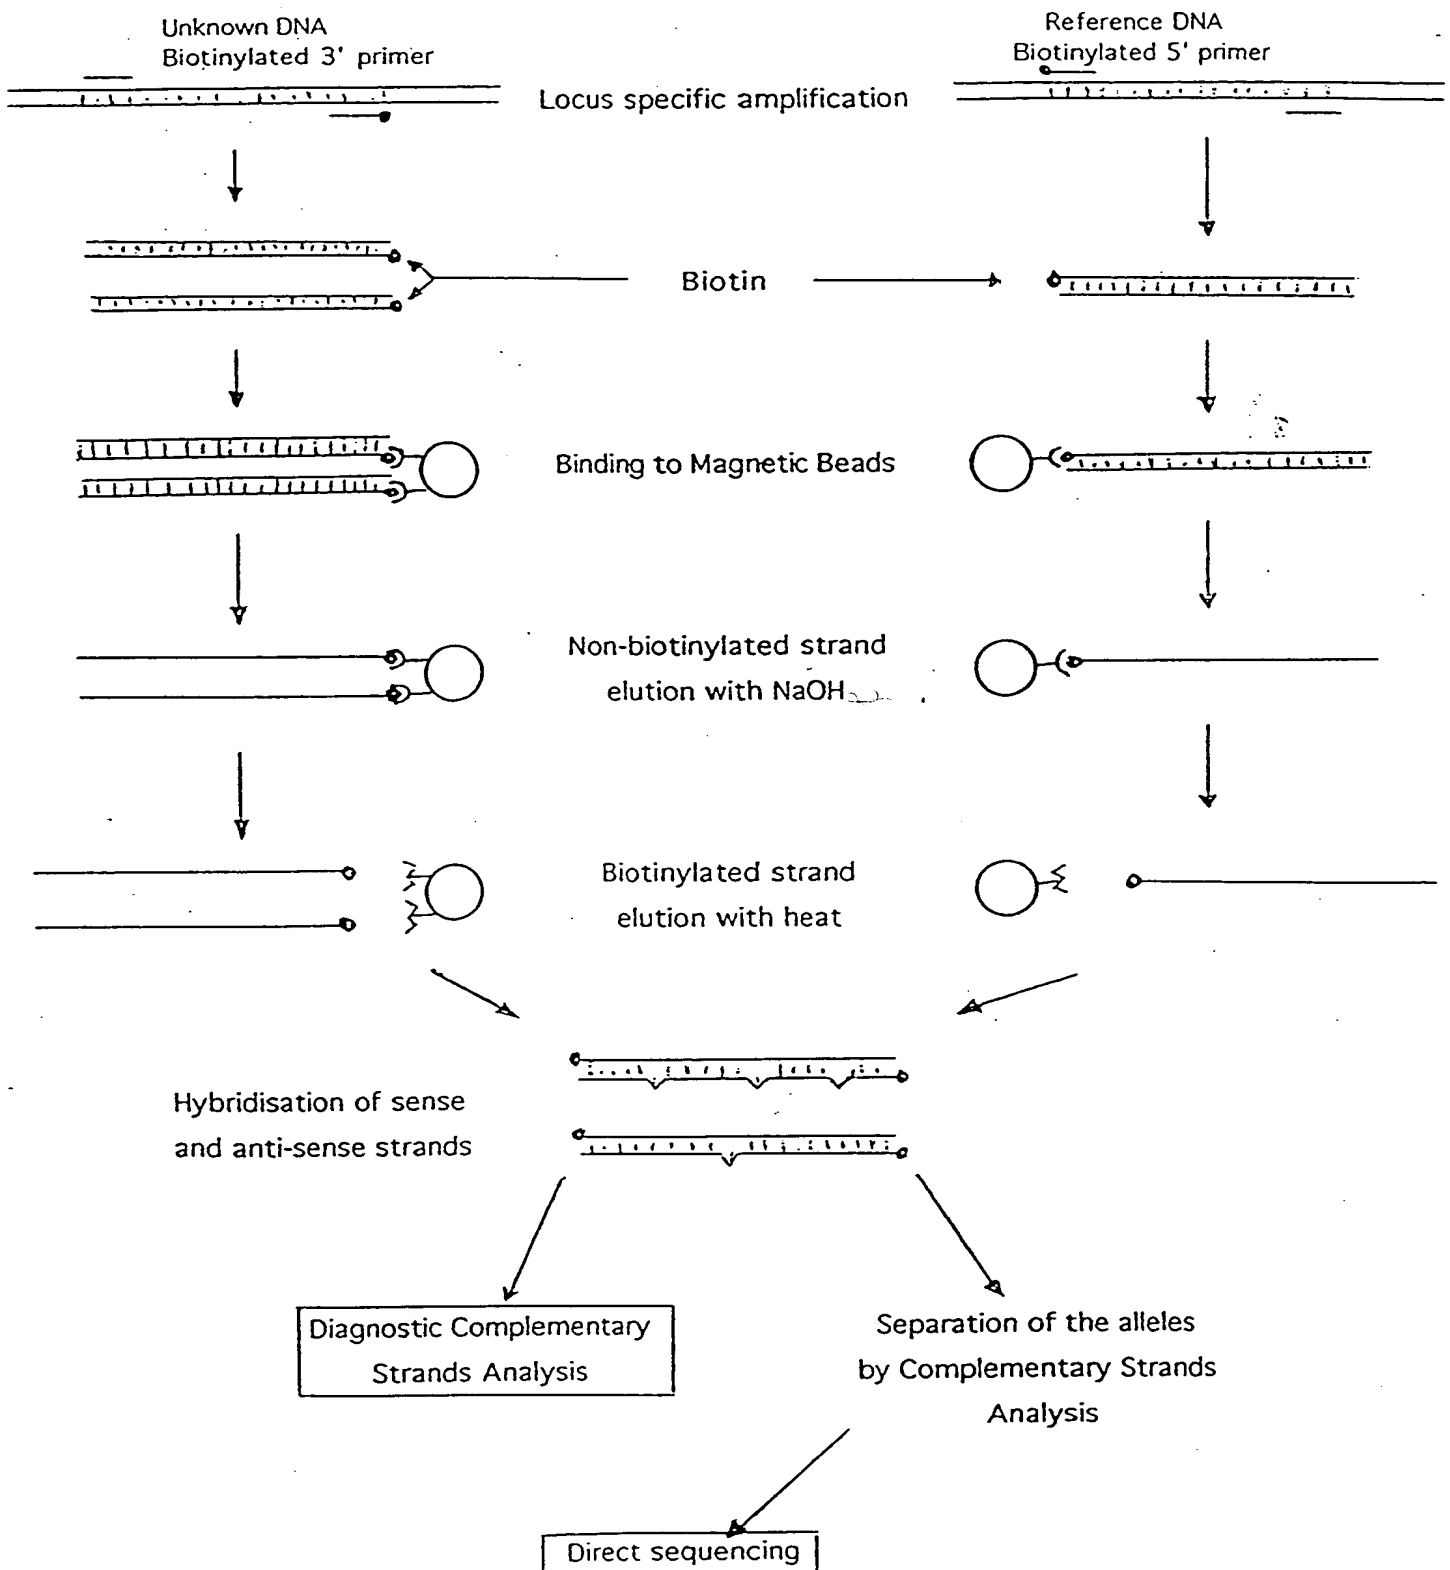 Unknown DNA
Biotinylated 3' primer
Reference DNA
Biotinylated 5' primer
Locus specific amplification
Biotin
Binding to Magnetic Beads
Non-biotinylated strand
elution with NaOH
Biotinylated strand
elution with heat
Hybridisation of sense
and anti-sense strands
Diagnostic Complementary
Strands Analysis
Separation of the alleles
by Complementary Strands
Analysis
Direct sequencing